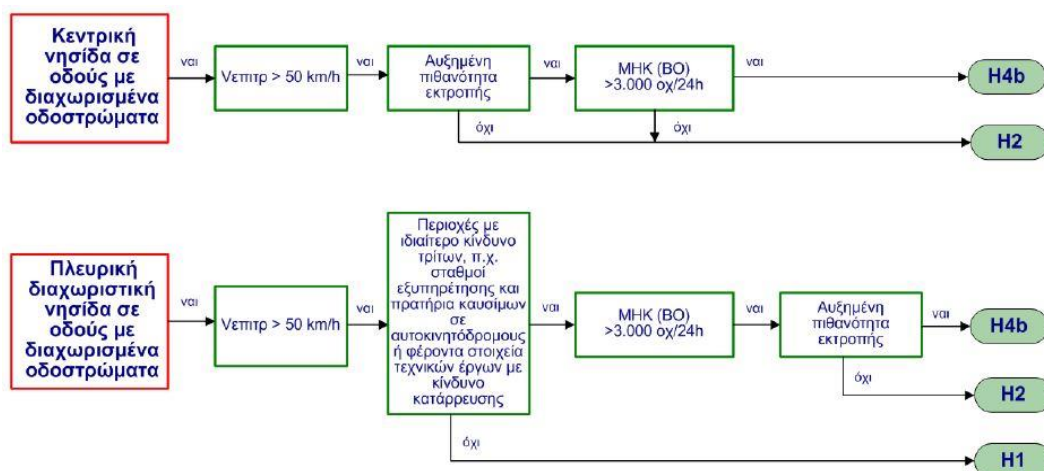 Κεντρική
νησίδα σε
οδούς με
διαχωρισμένα
οδοστρώματα
ναι
Vεπιτρ > 50 km/h
ναι
Αυξημένη
πιθανότητα
εκτροπής
ναι
ΜΗΚ (ΒΟ)
>3.000 οχ/24h
ναι
H4b
όχι
όχι
H2
Πλευρική
διαχωριστική
νησίδα σε
οδούς με
διαχωρισμένα
οδοστρώματα
ναι
Vεπιτρ > 50 km/h
ναι
Περιοχές με
ιδιαίτερο κίνδυνο
τρίτων, π.χ.
σταθμοί
εξυπηρέτησης και
πρατήρια καυσίμων
σε
αυτοκινητόδρομους
ή φέροντα στοιχεία
τεχνικών έργων με
κίνδυνο
κατάρρευσης
ναι
ΜΗΚ (ΒΟ)
>3.000 οχ/24h
ναι
Αυξημένη
πιθανότητα
εκτροπής
ναι
H4b
όχι
H2
όχι
H1